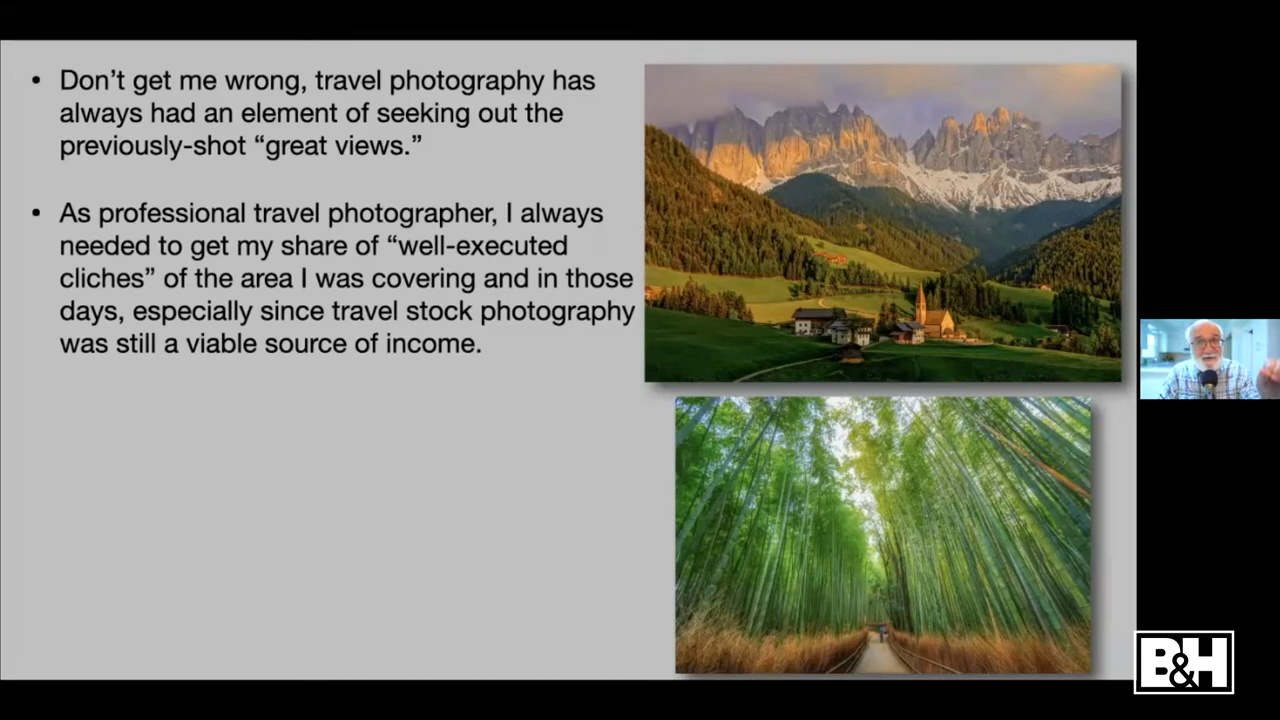 • Don’t get me wrong, travel photography has
always had an element of seeking out the
previously-shot “great views.”
• As professional travel photographer, I always
needed to get my share of “well-executed
cliches” of the area I was covering and in those
days, especially since travel stock photography
was still a viable source of income.
B&H